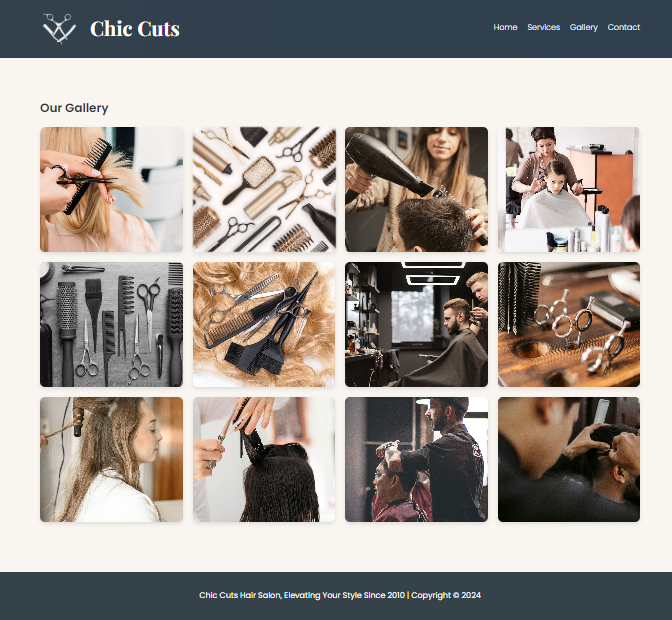 Chic Cuts
Home Services Gallery Contact
Our Gallery
Chic Cuts Hair Salon, Elevating Your Style Since 2010 | Copyright © 2024